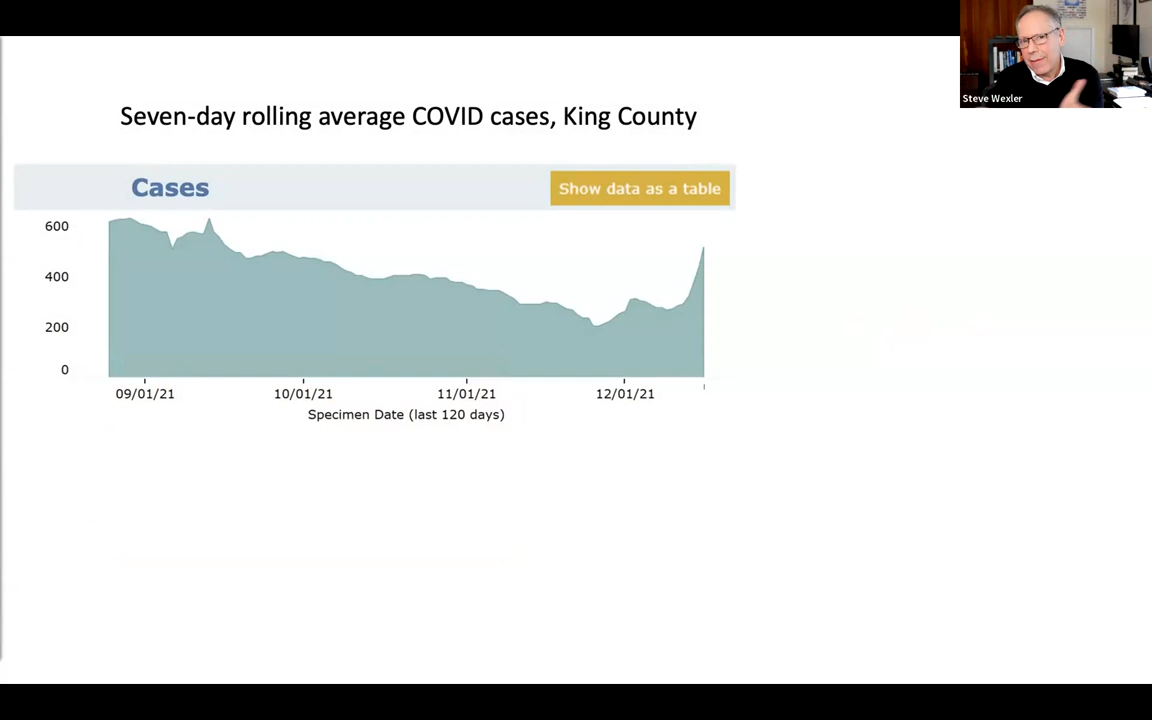 Steve Wexler
Seven-day rolling average COVID cases, King County
Cases
Show data as a table
600
400
200
0
09/01/21 10/01/21 11/01/21 12/01/21
Specimen Date (last 120 days)